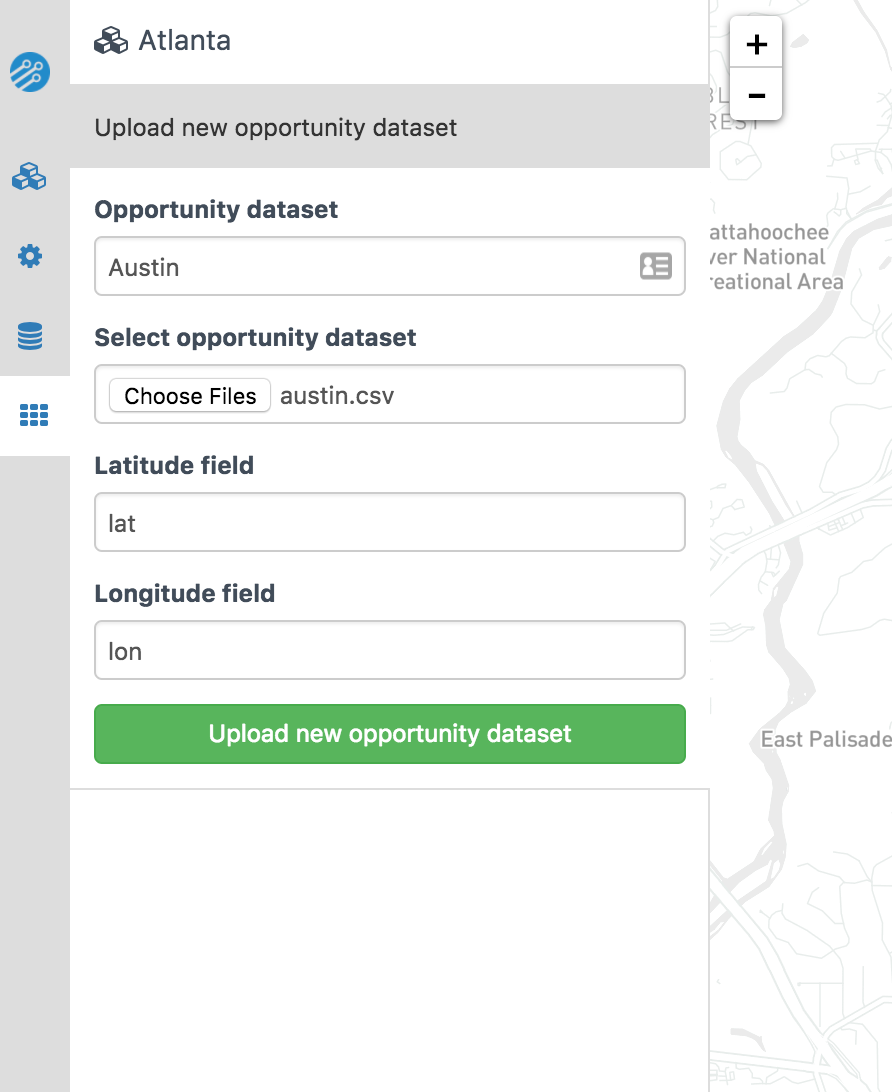 Atlanta
Upload new opportunity dataset
Opportunity dataset
Austin
Select opportunity dataset
Choose Files austin.csv
Latitude field
lat
Longitude field
lon
Upload new opportunity dataset
+
−
REST
attahoochee
ver National
reational Area
East Palisade